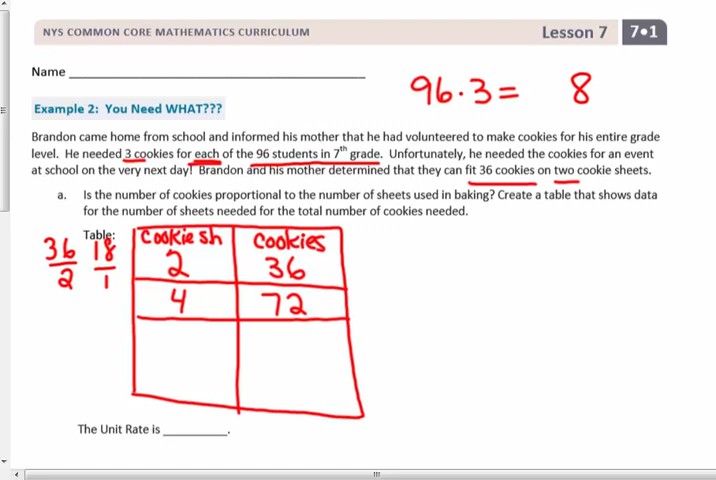 NYS COMMON CORE MATHEMATICS CURRICULUM Lesson 7 7•1
Name
96·3= 8
Example 2: You Need WHAT???
Brandon came home from school and informed his mother that he had volunteered to make cookies for his entire grade
level. He needed 3 cookies for each of the 96 students in 7th grade. Unfortunately, he needed the cookies for an event
at school on the very next day! Brandon and his mother determined that they can fit 36 cookies on two cookie sheets.
a. Is the number of cookies proportional to the number of sheets used in baking? Create a table that shows data
for the number of sheets needed for the total number of cookies needed.
Table:
36/2 18/1
Cookie sh Cookies
2 36
4 72
The Unit Rate is __________.